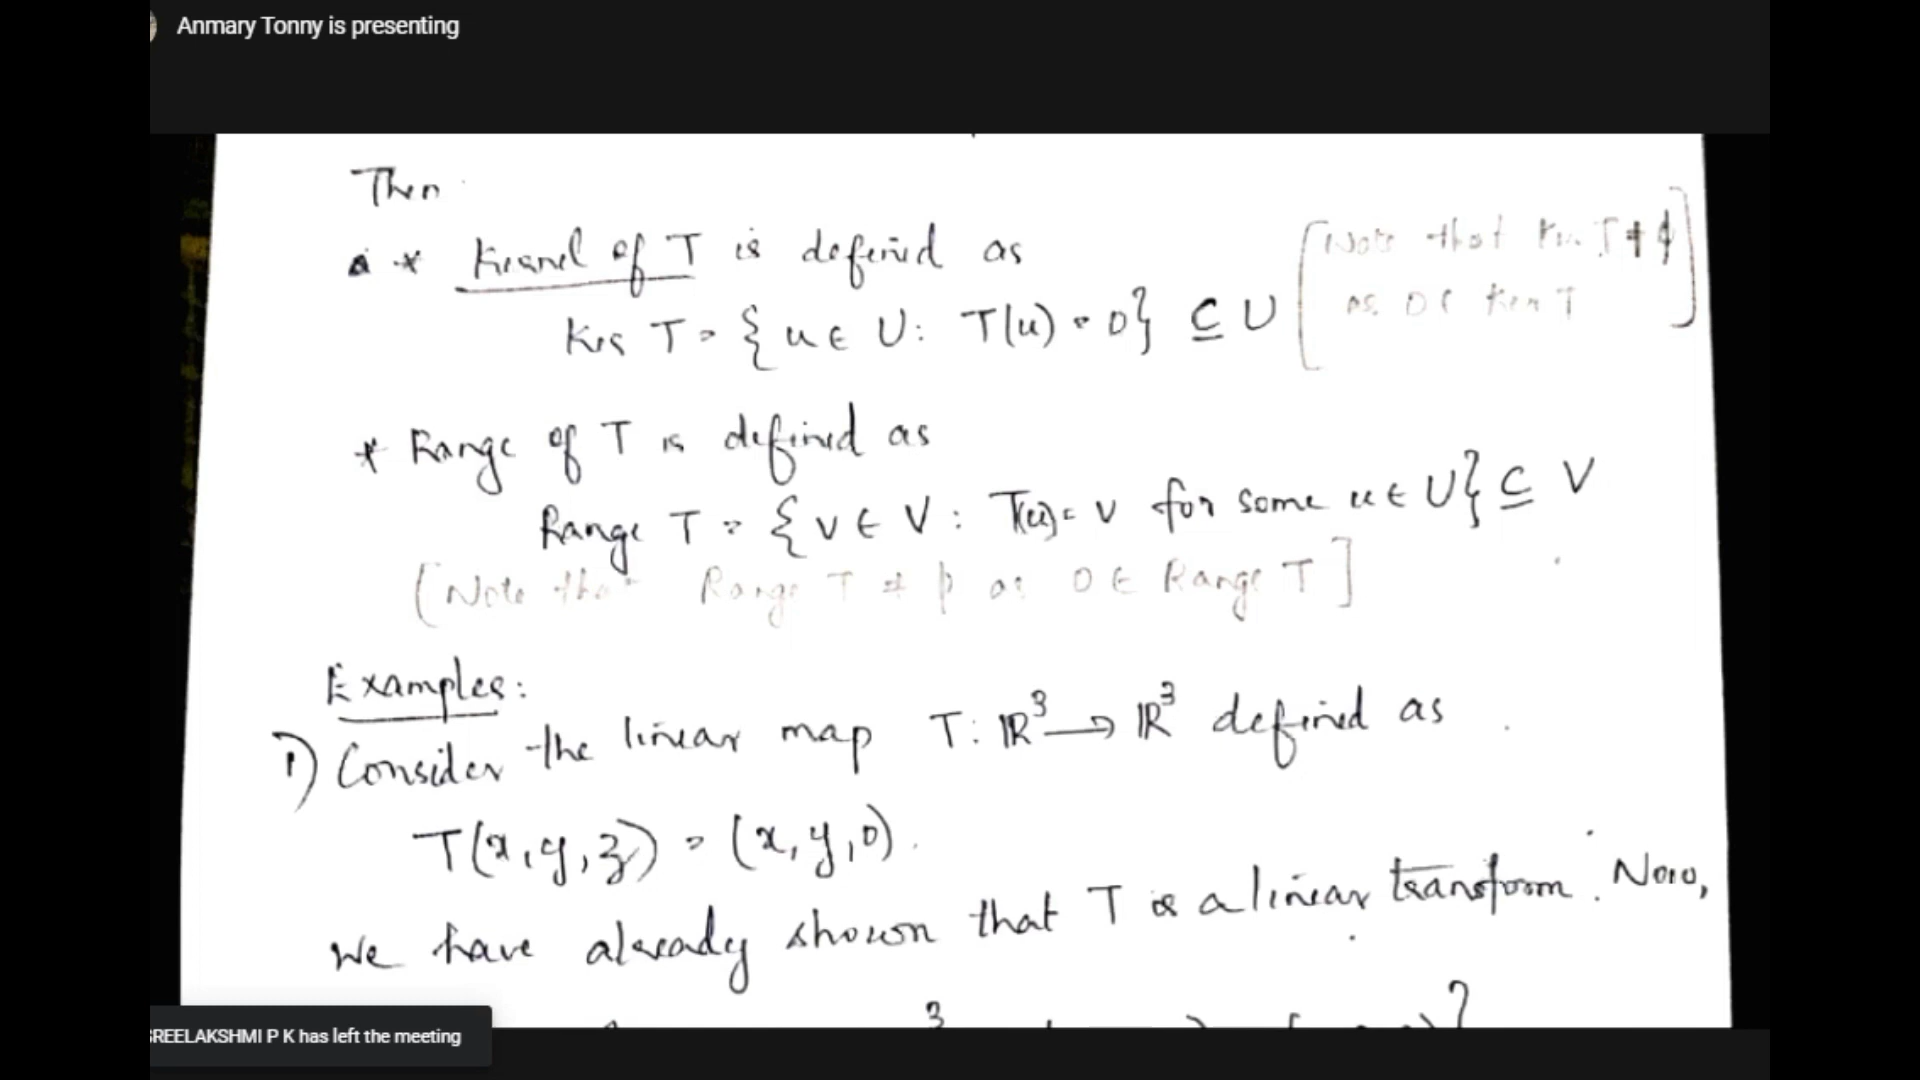 Anmary Tonny is presenting
Then
* Kernel of T is defined as
Ker T = {u ∈ U : T(u) = 0} ⊆ U
[Note that Ker T ≠ ϕ
as 0 ∈ Ker T]
* Range of T is defined as
Range T = {v ∈ V : T(u) = v for some u ∈ U} ⊆ V
[Note that Range T ≠ ϕ as 0 ∈ Range T]
Examples:
1) Consider the linear map T: ℝ³ → ℝ³ defined as
T(x, y, z) = (x, y, 0).
We have already shown that T is a linear transform. Now,
SREELAKSHMI P K has left the meeting